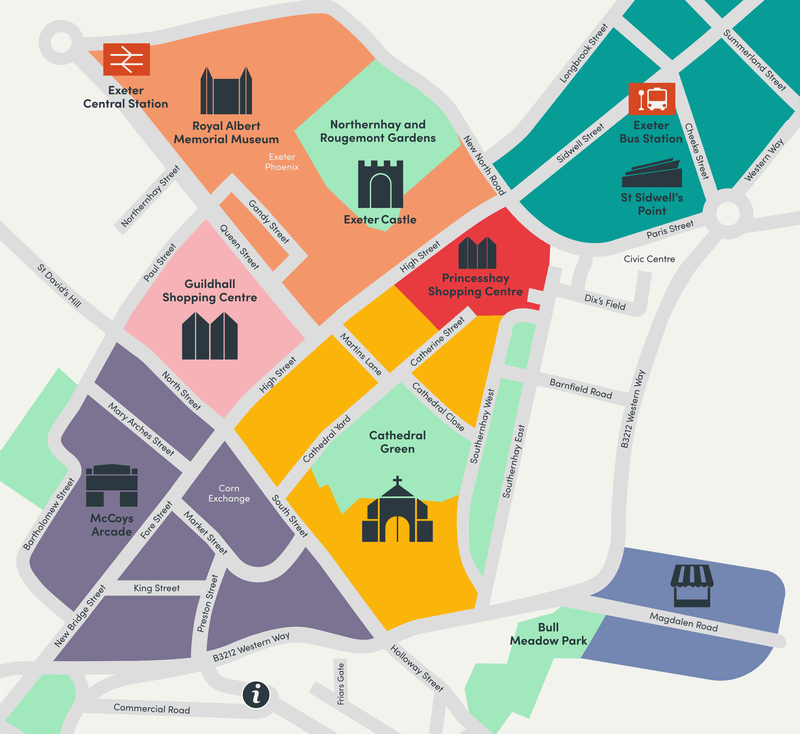 Longbrook Street
Summerland Street
Exeter
Central Station
Royal Albert
Memorial Museum
Northernhay and
Rougemont Gardens
Exeter
Bus Station
Sidwell Street
Cheeke Street
Western Way
Exeter
Phoenix
New North Road
Northernhay Street
Exeter Castle
St Sidwell's
Point
Gandy Street
Queen Street
Paris Street
Paul Street
High Street
Civic Centre
St David's Hill
Guildhall
Shopping Centre
Princesshay
Shopping Centre
Dix's Field
Martins Lane
Catherine Street
North Street
High Street
Barnfield Road
Cathedral Close
Mary Arches Street
Cathedral Yard
Cathedral
Green
Southernhay West
Southernhay East
B3212 Western Way
Corn
Exchange
Bartholomew Street
McCoys
Arcade
Fore Street
Market Street
South Street
King Street
Preston Street
New Bridge Street
Magdalen Road
Bull
Meadow Park
B3212 Western Way
Holloway Street
Friars Gate
i
Commercial Road